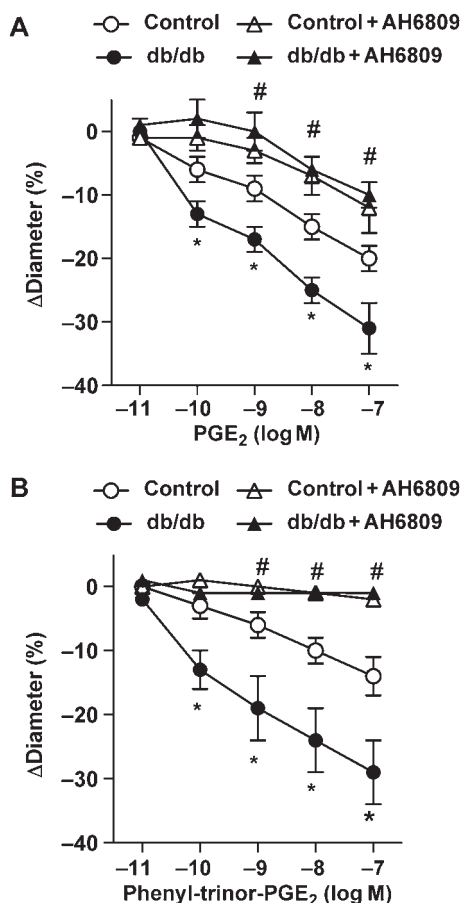 A
Control Control + AH6809
db/db db/db + AH6809
# # #
0
−10
−20
−30
−40
* * * *
ΔDiameter (%)
−11 −10 −9 −8 −7
PGE₂ (log M)
B
Control Control + AH6809
db/db db/db + AH6809
# # #
0
−10
−20
−30
−40
* * * *
ΔDiameter (%)
−11 −10 −9 −8 −7
Phenyl-trinor-PGE₂ (log M)